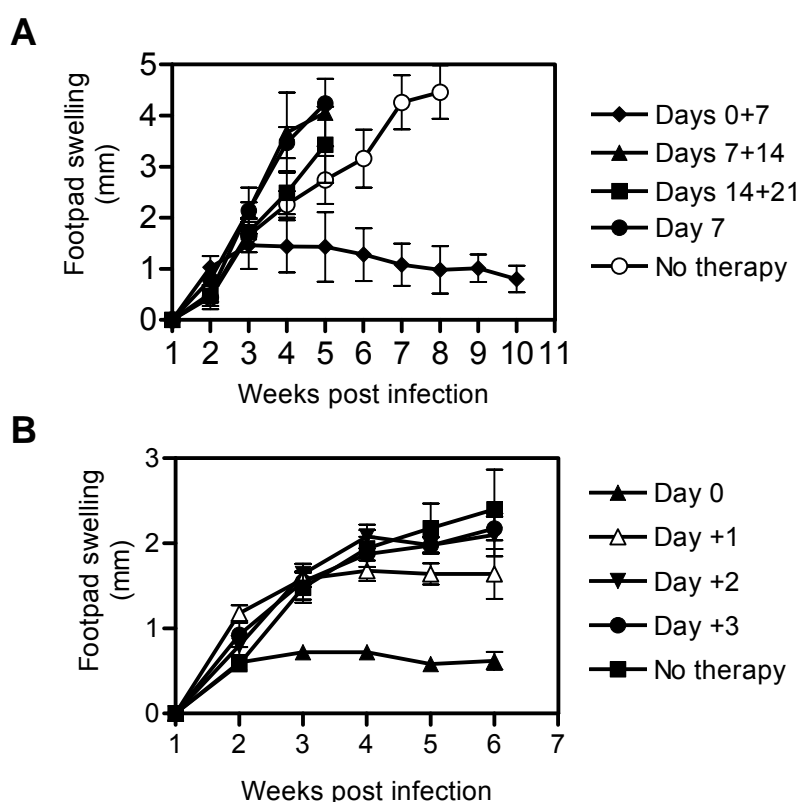 A
Footpad swelling
(mm)
5
4
3
2
1
0
1 2 3 4 5 6 7 8 9 10 11
Weeks post infection
Days 0+7
Days 7+14
Days 14+21
Day 7
No therapy
B
Footpad swelling
(mm)
3
2
1
0
1 2 3 4 5 6 7
Weeks post infection
Day 0
Day +1
Day +2
Day +3
No therapy